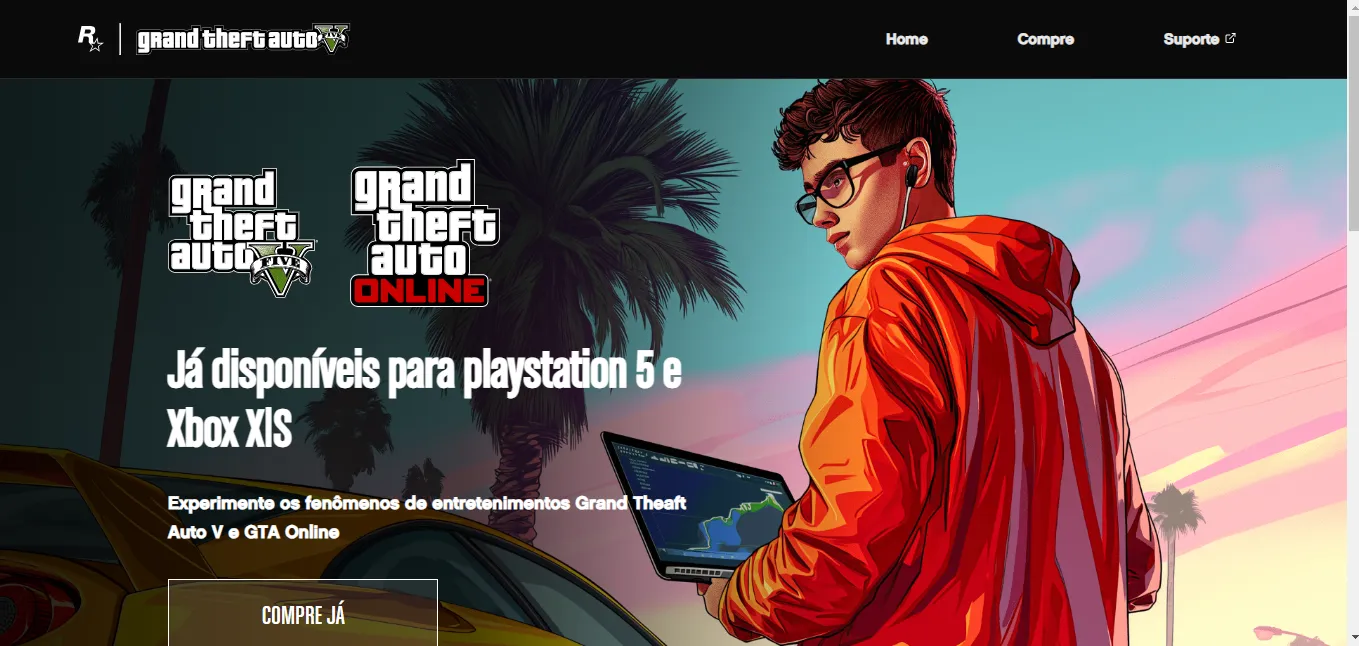 R
grand theft auto V
FIVE
Home
Compre
Suporte
grand
theft
auto V
FIVE
grand
theft
auto
ONLINE
Já disponíveis para playstation 5 e
Xbox X|S
Experimente os fenômenos de entretenimentos Grand Theaft
Auto V e GTA Online
COMPRE JÁ